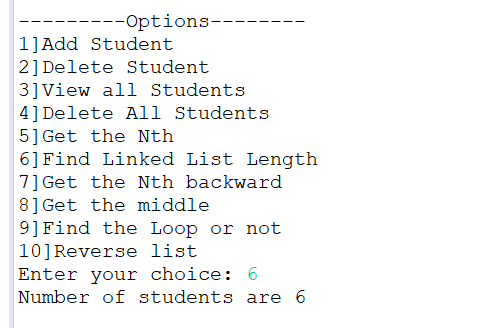 ---------Options--------
1]Add Student
2]Delete Student
3]View all Students
4]Delete All Students
5]Get the Nth
6]Find Linked List Length
7]Get the Nth backward
8]Get the middle
9]Find the Loop or not
10]Reverse list
Enter your choice: 6
Number of students are 6